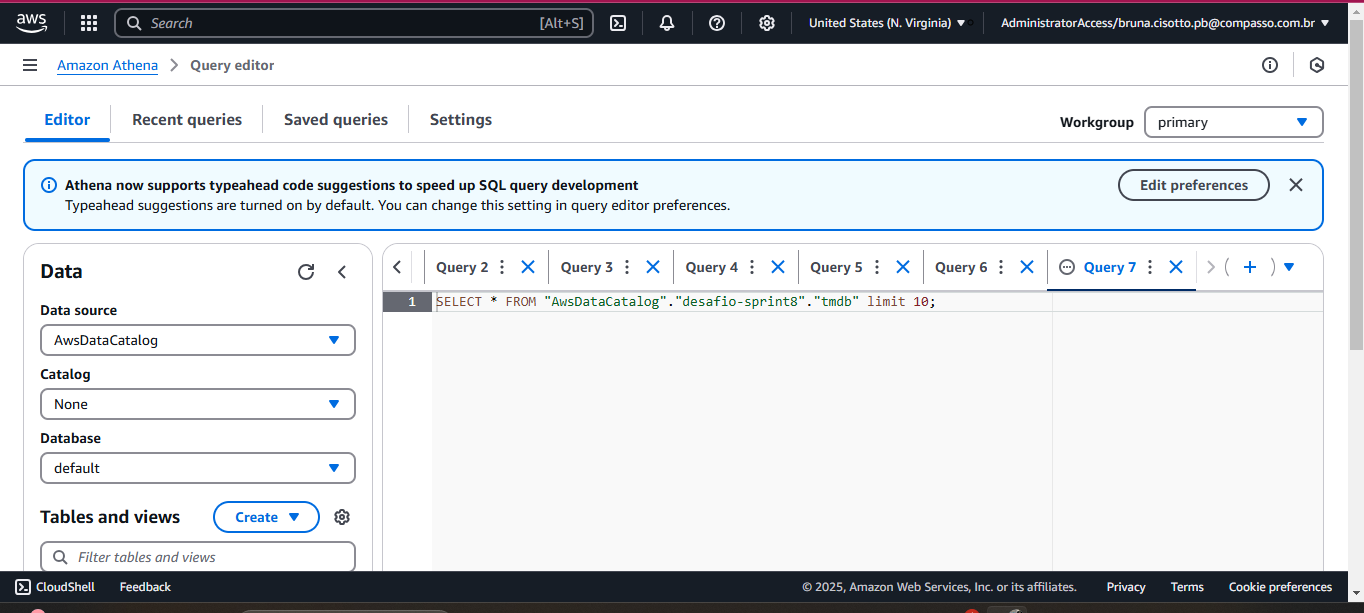 aws
Search [Alt+S] United States (N. Virginia) AdministratorAccess/bruna.cisotto.pb@compasso.com.br
Amazon Athena Query editor
Editor Recent queries Saved queries Settings Workgroup primary
Athena now supports typeahead code suggestions to speed up SQL query development
Typeahead suggestions are turned on by default. You can change this setting in query editor preferences.
Edit preferences
Data
Data source
AwsDataCatalog
Catalog
None
Database
default
Tables and views Create
Filter tables and views
Query 2 Query 3 Query 4 Query 5 Query 6 Query 7
1 SELECT * FROM "AwsDataCatalog"."desafio-sprint8"."tmdb" limit 10;
CloudShell Feedback © 2025, Amazon Web Services, Inc. or its affiliates. Privacy Terms Cookie preferences